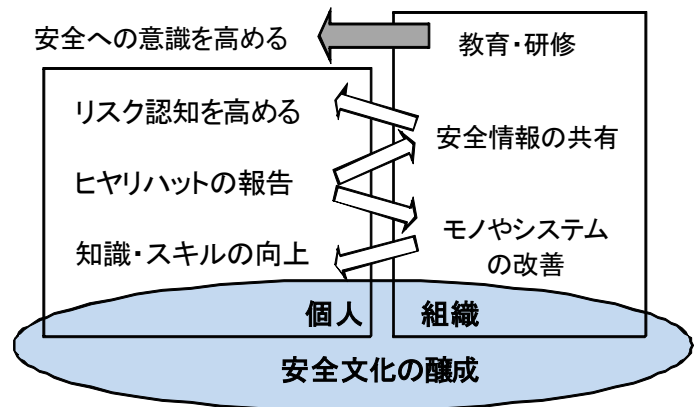 安全への意識を高める
教育・研修
リスク認知を高める
安全情報の共有
ヒヤリハットの報告
モノやシステム
の改善
知識・スキルの向上
個人
組織
安全文化の醸成